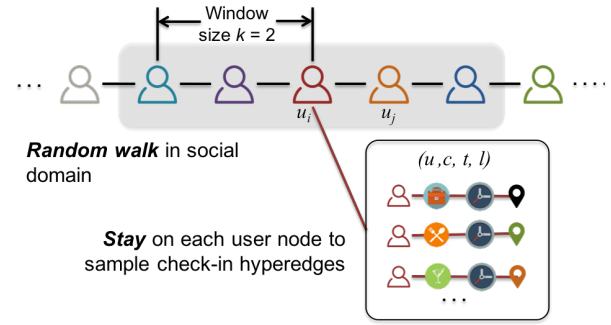 Window
size k = 2
... ....
u_i u_j
Random walk in social
domain
(u ,c, t, l)
Stay on each user node to
sample check-in hyperedges
...